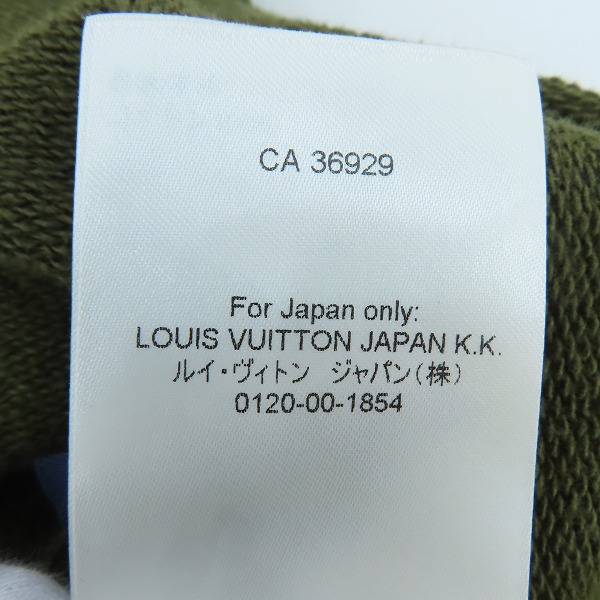 CA 36929
For Japan only:
LOUIS VUITTON JAPAN K.K.
ルイ・ヴィトン ジャパン(株)
0120-00-1854